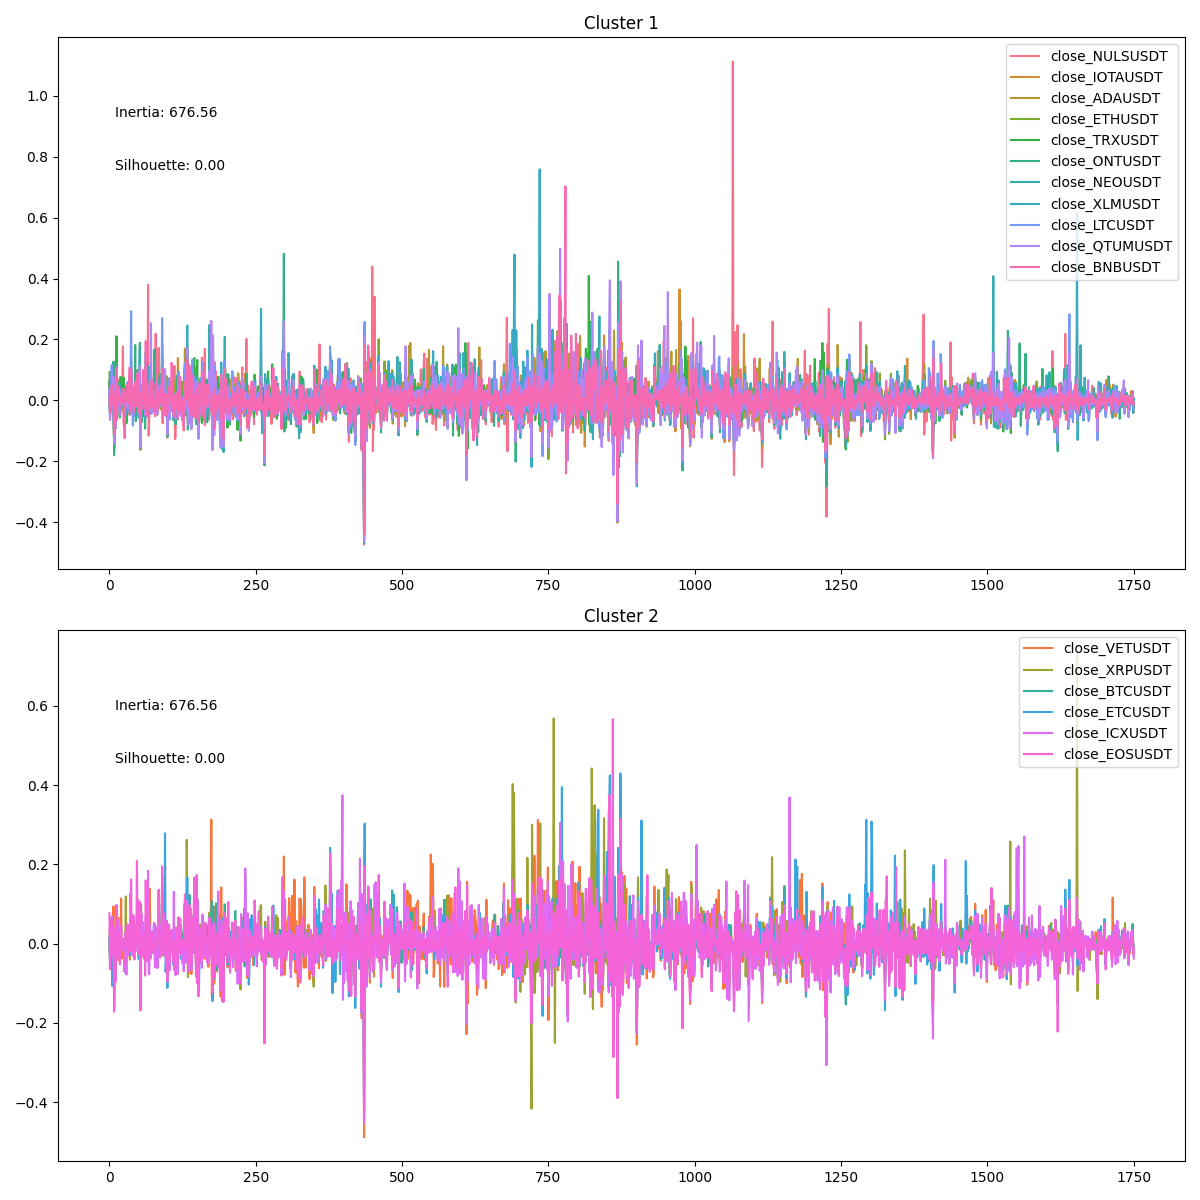 Cluster 1
Inertia: 676.56
Silhouette: 0.00
close_NULSUSDT
close_IOTAUSDT
close_ADAUSDT
close_ETHUSDT
close_TRXUSDT
close_ONTUSDT
close_NEOUSDT
close_XLMUSDT
close_LTCUSDT
close_QTUMUSDT
close_BNBUSDT
1.0
0.8
0.6
0.4
0.2
0.0
−0.2
−0.4
0 250 500 750 1000 1250 1500 1750
Cluster 2
Inertia: 676.56
Silhouette: 0.00
close_VETUSDT
close_XRPUSDT
close_BTCUSDT
close_ETCUSDT
close_ICXUSDT
close_EOSUSDT
0.6
0.4
0.2
0.0
−0.2
−0.4
0 250 500 750 1000 1250 1500 1750